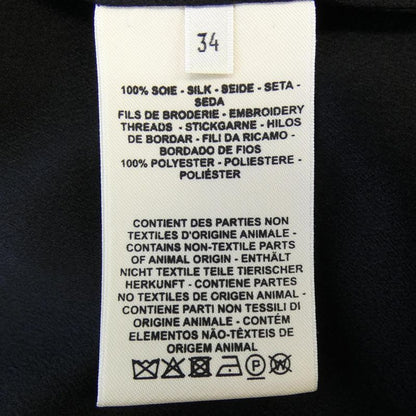 34
100% SOIE - SILK - SEIDE - SETA -
SEDA
FILS DE BRODERIE - EMBROIDERY
THREADS - STICKGARNE - HILOS
DE BORDAR - FILI DA RICAMO -
BORDADO DE FIOS
100% POLYESTER - POLIESTERE -
POLIÉSTER
CONTIENT DES PARTIES NON
TEXTILES D'ORIGINE ANIMALE -
CONTAINS NON-TEXTILE PARTS
OF ANIMAL ORIGIN - ENTHÄLT
NICHT TEXTILE TEILE TIERISCHER
HERKUNFT - CONTIENE PARTES
NO TEXTILES DE ORIGEN ANIMAL -
CONTIENE PARTI NON TESSILI DI
ORIGINE ANIMALE - CONTÉM
ELEMENTOS NÃO-TÊXTEIS DE
ORIGEM ANIMAL
P W